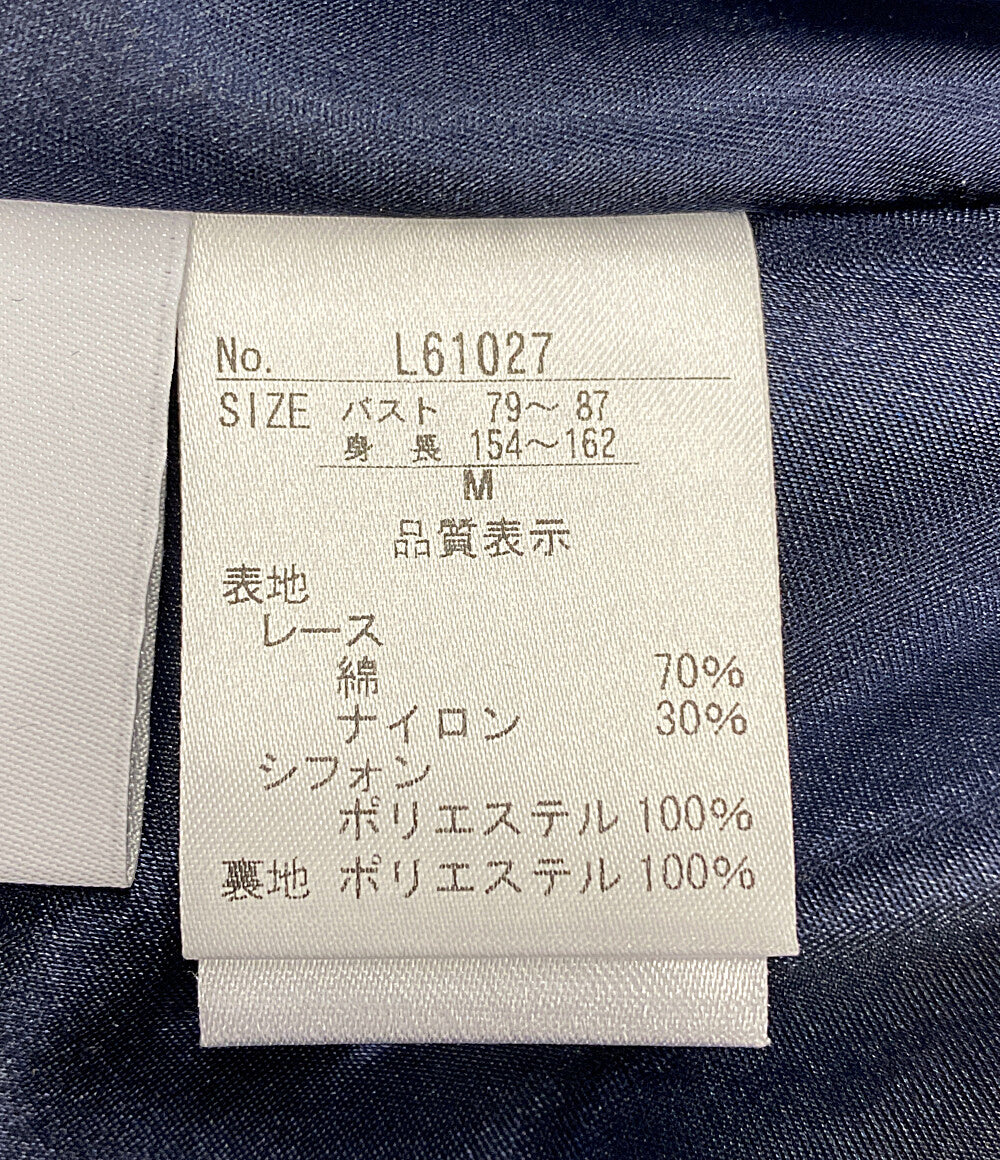 No. L61027
SIZE バスト 79～ 87
身 長 154～162
M
品質表示
表地
レース
綿 70%
ナイロン 30%
シフォン
ポリエステル 100%
裏地 ポリエステル 100%